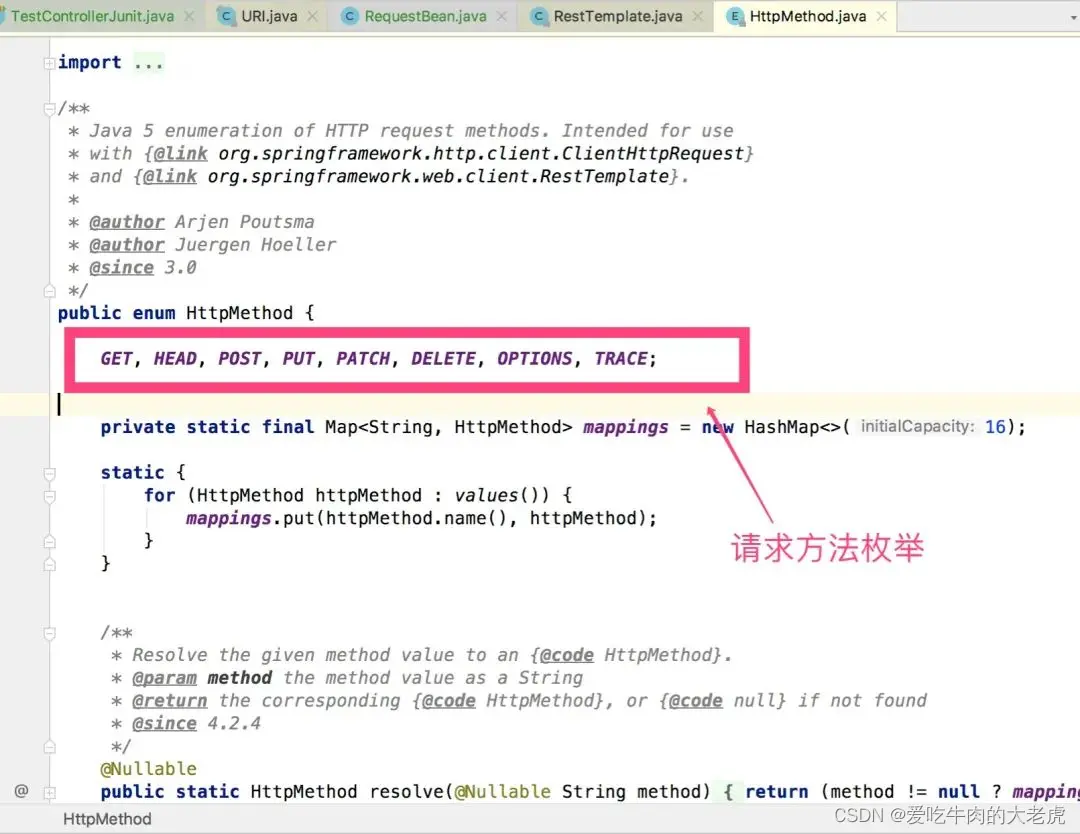 TestControllerJunit.java
URI.java
RequestBean.java
RestTemplate.java
HttpMethod.java
import ...
/**
* Java 5 enumeration of HTTP request methods. Intended for use
* with {@link org.springframework.http.client.ClientHttpRequest}
* and {@link org.springframework.web.client.RestTemplate}.
*
* @author Arjen Poutsma
* @author Juergen Hoeller
* @since 3.0
*/
public enum HttpMethod {
GET, HEAD, POST, PUT, PATCH, DELETE, OPTIONS, TRACE;
private static final Map<String, HttpMethod> mappings = new HashMap<>( initialCapacity: 16);
static {
for (HttpMethod httpMethod : values()) {
mappings.put(httpMethod.name(), httpMethod);
}
}
请求方法枚举
/**
* Resolve the given method value to an {@code HttpMethod}.
* @param method the method value as a String
* @return the corresponding {@code HttpMethod}, or {@code null} if not found
* @since 4.2.4
*/
@Nullable
public static HttpMethod resolve(@Nullable String method) { return (method != null ? mapping
HttpMethod
CSDN @爱吃牛肉的大老虎